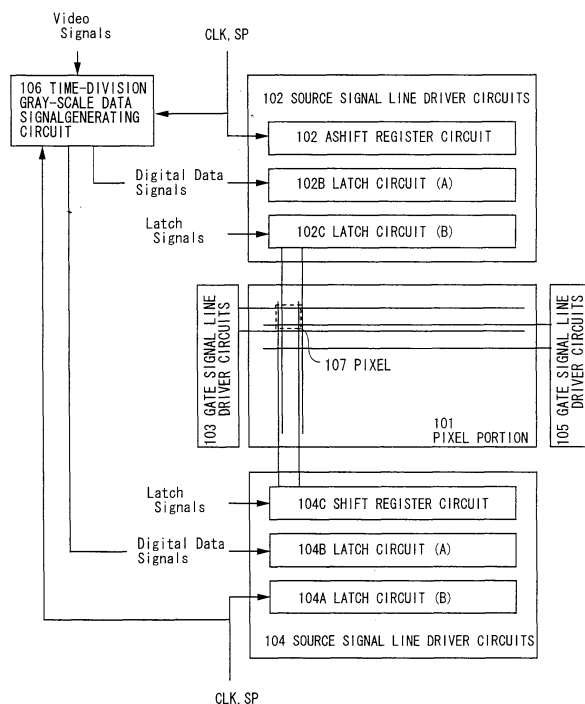 Video
Signals
CLK, SP
106 TIME-DIVISION
GRAY-SCALE DATA
SIGNALGENERATING
CIRCUIT
102 SOURCE SIGNAL LINE DRIVER CIRCUITS
102 ASHIFT REGISTER CIRCUIT
Digital Data
Signals
102B LATCH CIRCUIT (A)
Latch
Signals
102C LATCH CIRCUIT (B)
103 GATE SIGNAL LINE
DRIVER CIRCUITS
107 PIXEL
101
PIXEL PORTION
105 GATE SIGNAL LINE
DRIVER CIRCUITS
Latch
Signals
104C SHIFT REGISTER CIRCUIT
Digital Data
Signals
104B LATCH CIRCUIT (A)
104A LATCH CIRCUIT (B)
104 SOURCE SIGNAL LINE DRIVER CIRCUITS
CLK, SP